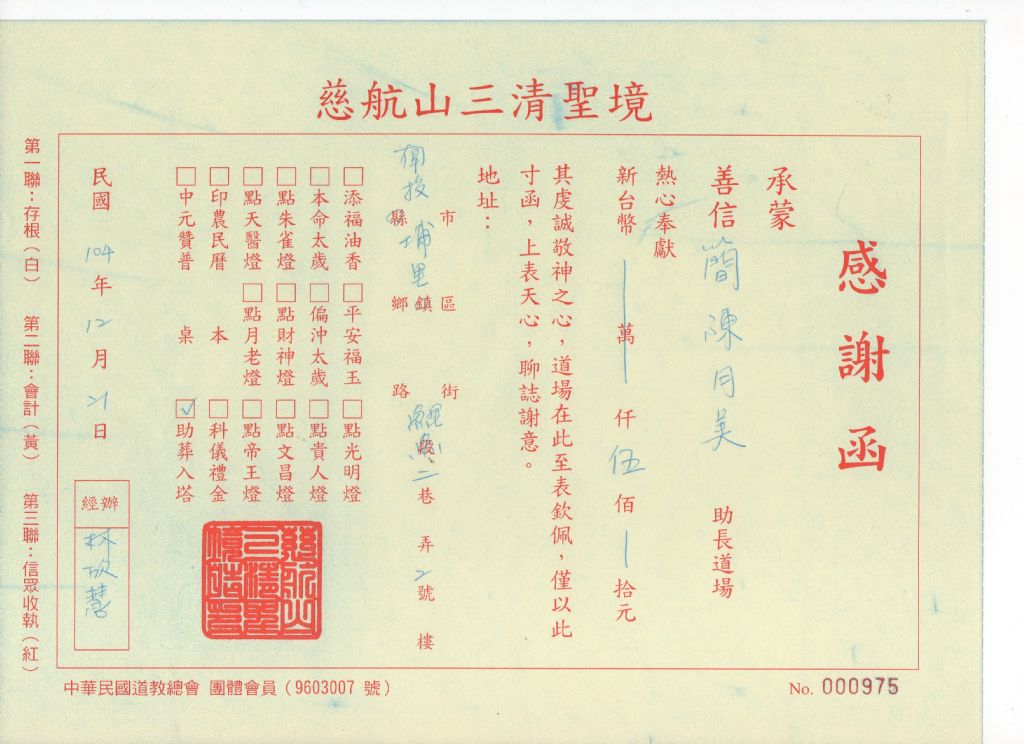 慈航山三清聖境
感謝函
承蒙
善信 簡陳月美 助長道場
熱心奉獻
新台幣 萬 仟 伍 佰 拾元
其虔誠敬神之心，道場在此至表欽佩，僅以此
寸函，上表天心，聊誌謝意。
地址：
南投 縣 市 埔里 鄉 鎮 區 路 街 段 二 巷 弄 2 號 樓
□添福油香 □平安福玉 □點光明燈
□本命太歲 □偏沖太歲 □點貴人燈
□點朱雀燈 □點財神燈 □點文昌燈
□點天醫燈 □點月老燈 □點帝王燈
□印農民曆 本 □科儀禮金
□中元贊普 桌 ☑助葬入塔
民國 104 年 12 月 21 日
經辦
第一聯：存根（白） 第二聯：會計（黃） 第三聯：信眾收執（紅）
中華民國道教總會 團體會員（9603007 號）
No. 000975